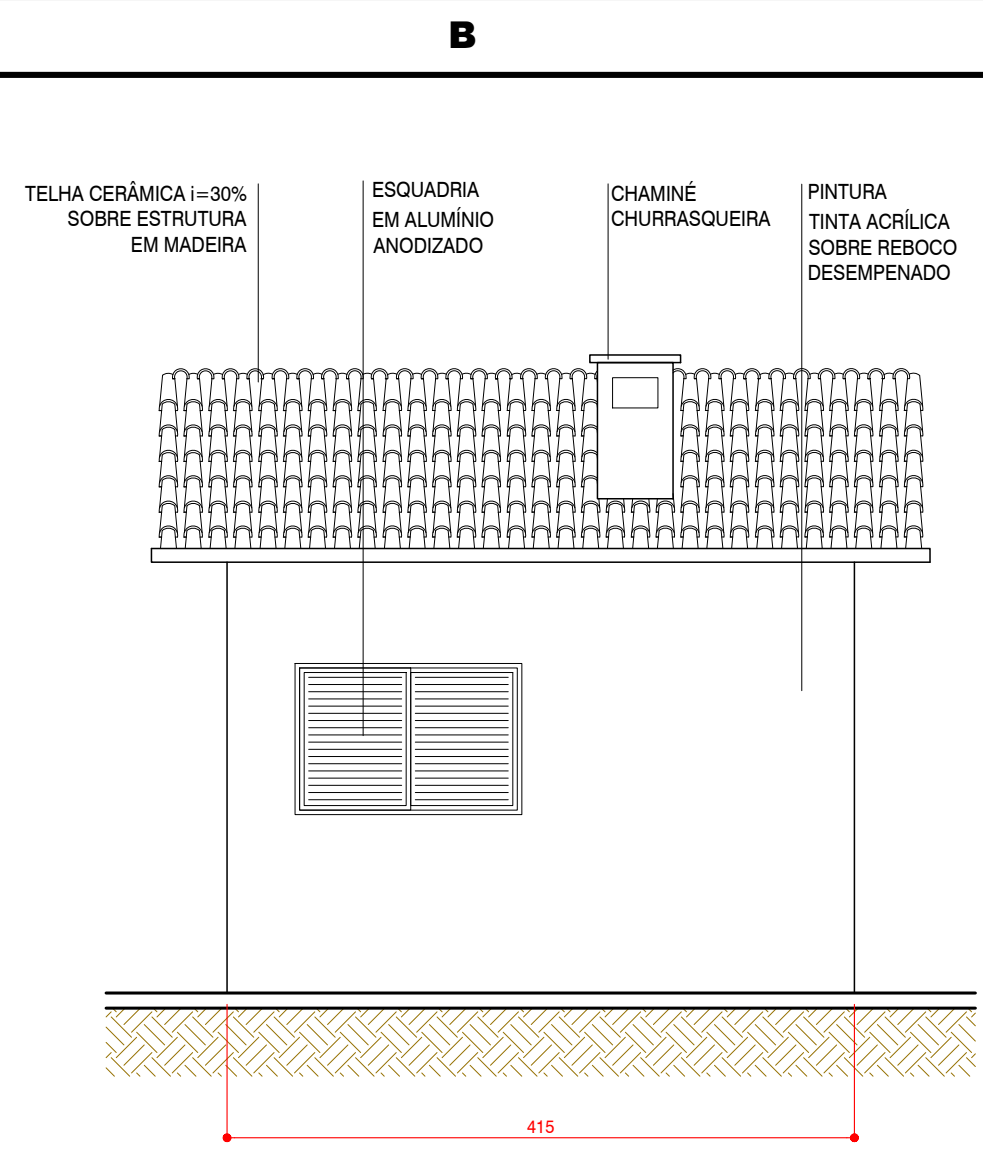 B
TELHA CERÂMICA i=30%
SOBRE ESTRUTURA
EM MADEIRA
ESQUADRIA
EM ALUMÍNIO
ANODIZADO
CHAMINÉ
CHURRASQUEIRA
PINTURA
TINTA ACRÍLICA
SOBRE REBOCO
DESEMPENADO
415